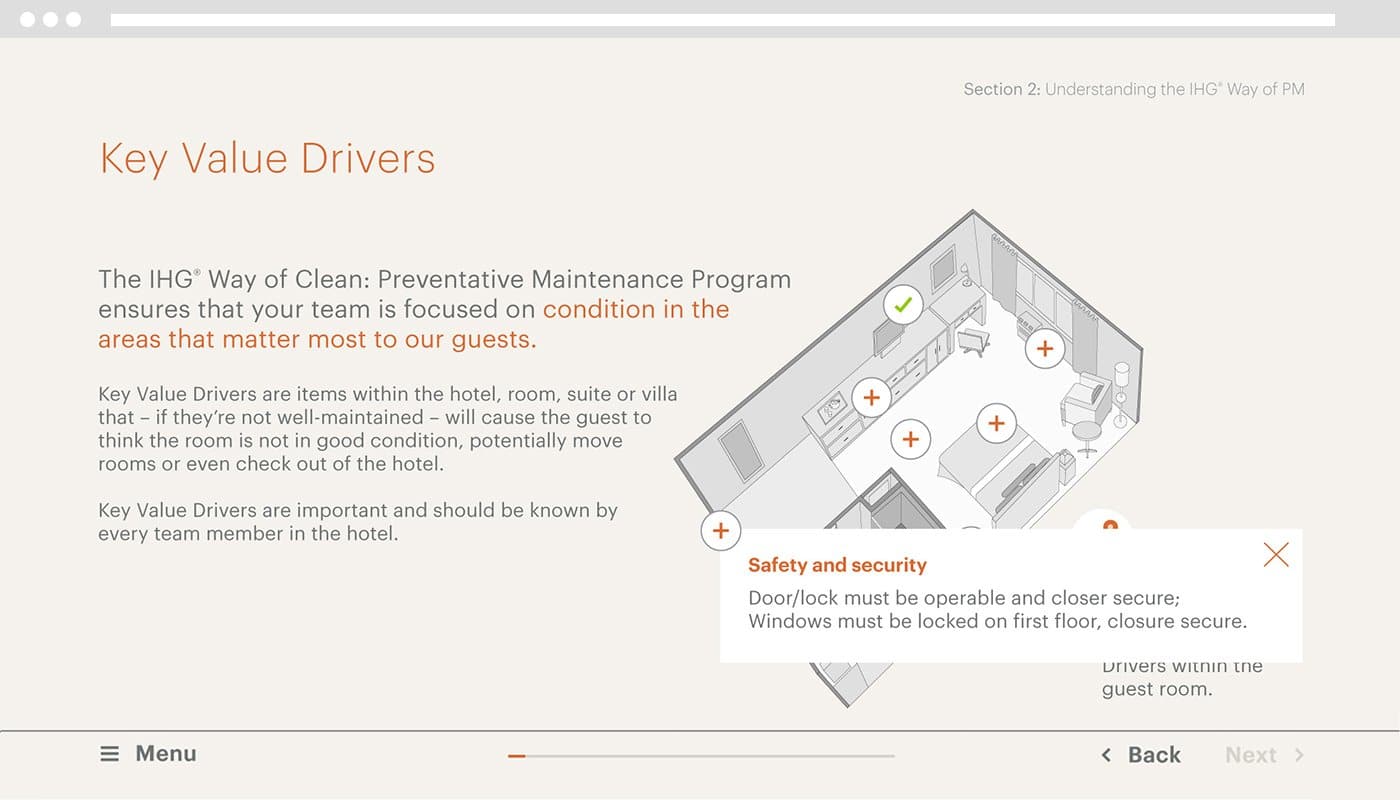 Section 2: Understanding the IHG® Way of PM
Key Value Drivers
The IHG® Way of Clean: Preventative Maintenance Program
ensures that your team is focused on condition in the
areas that matter most to our guests.
Key Value Drivers are items within the hotel, room, suite or villa
that – if they’re not well-maintained – will cause the guest to
think the room is not in good condition, potentially move
rooms or even check out of the hotel.
Key Value Drivers are important and should be known by
every team member in the hotel.
Safety and security
Door/lock must be operable and closer secure;
Windows must be locked on first floor, closure secure.
Drivers within the
guest room.
Menu
Back
Next